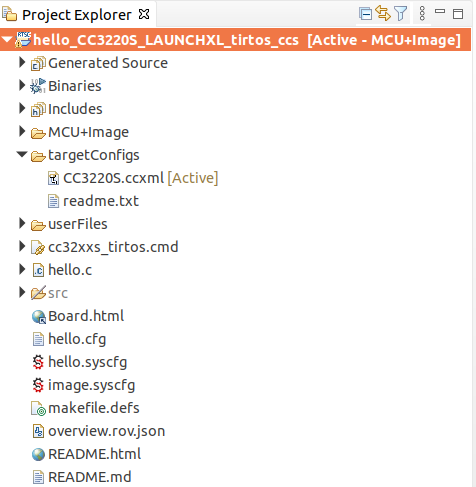 Project Explorer
hello_CC3220S_LAUNCHXL_tirtos_ccs [Active - MCU+Image]
Generated Source
Binaries
Includes
MCU+Image
targetConfigs
CC3220S.ccxml [Active]
readme.txt
userFiles
cc32xxs_tirtos.cmd
hello.c
src
Board.html
hello.cfg
hello.syscfg
image.syscfg
makefile.defs
overview.rov.json
README.html
README.md